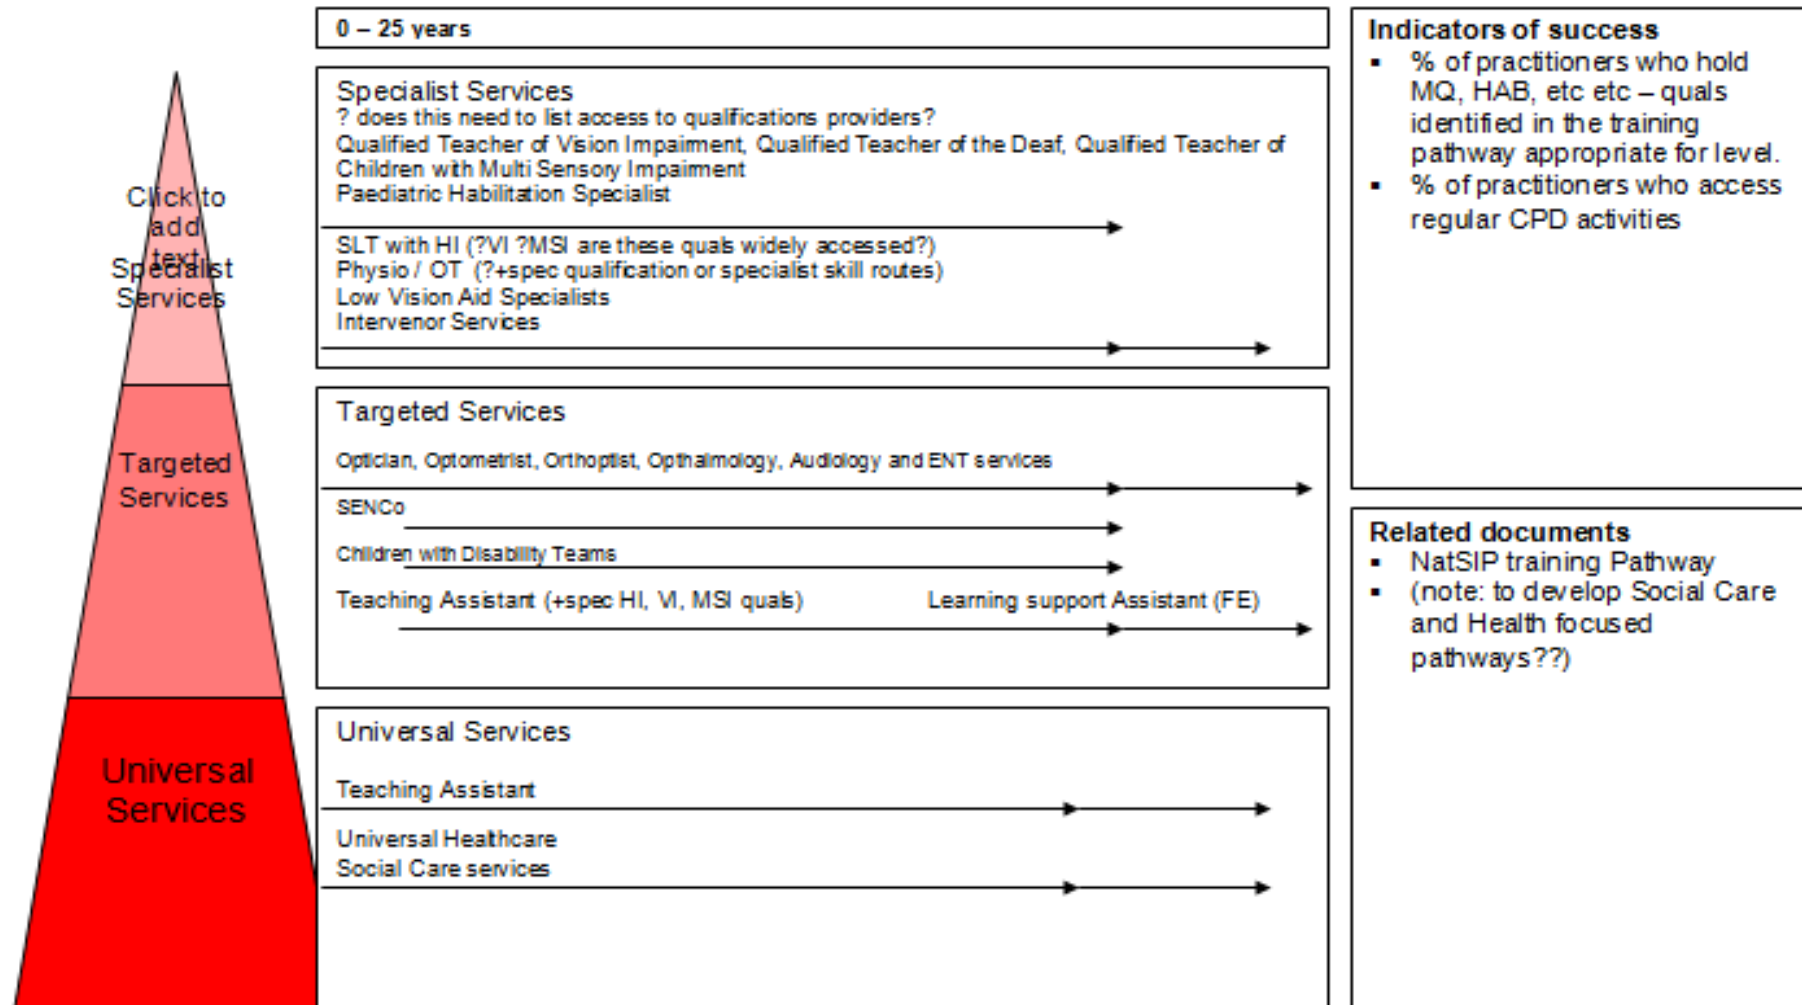 Click to
add
text
Specialist
Services
Targeted
Services
Universal
Services
0 – 25 years
Specialist Services
? does this need to list access to qualifications providers?
Qualified Teacher of Vision Impairment, Qualified Teacher of the Deaf, Qualified Teacher of
Children with Multi Sensory Impairment
Paediatric Habilitation Specialist
SLT with HI (?VI ?MSI are these quals widely accessed?)
Physio / OT (?+spec qualification or specialist skill routes)
Low Vision Aid Specialists
Intervenor Services
Targeted Services
Optician, Optometrist, Orthoptist, Opthalmology, Audiology and ENT services
SENCo
Children with Disability Teams
Teaching Assistant (+spec HI, VI, MSI quals) Learning support Assistant (FE)
Universal Services
Teaching Assistant
Universal Healthcare
Social Care services
Indicators of success
▪ % of practitioners who hold
MQ, HAB, etc etc – quals
identified in the training
pathway appropriate for level.
▪ % of practitioners who access
regular CPD activities
Related documents
▪ NatSIP training Pathway
▪ (note: to develop Social Care
and Health focused
pathways??)